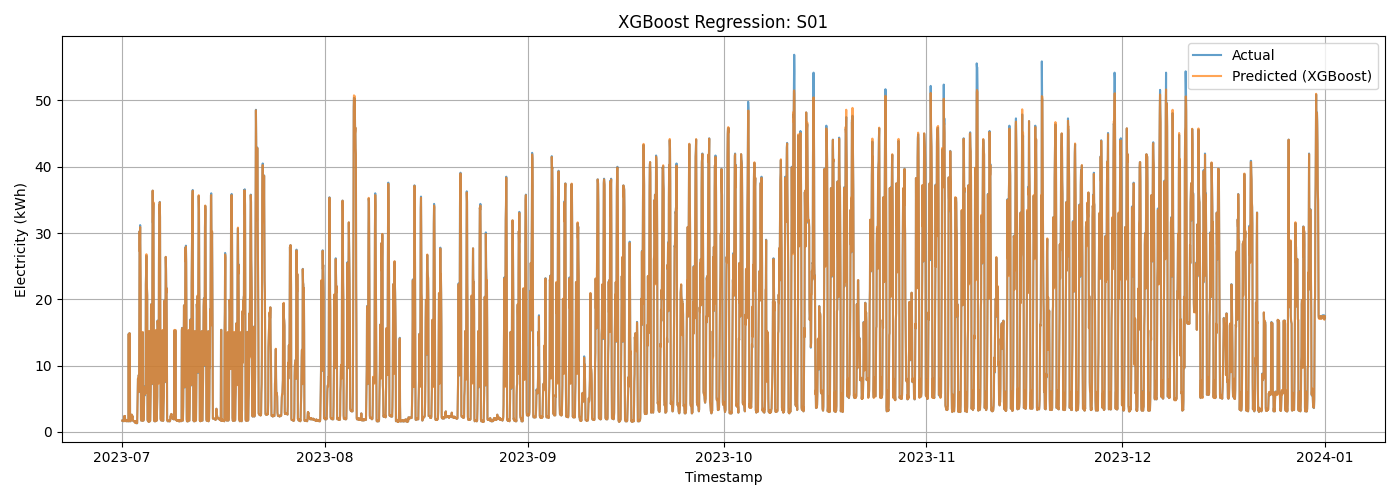 XGBoost Regression: S01
Actual
Predicted (XGBoost)
Electricity (kWh)
50
40
30
20
10
0
2023-07
2023-08
2023-09
2023-10
2023-11
2023-12
2024-01
Timestamp